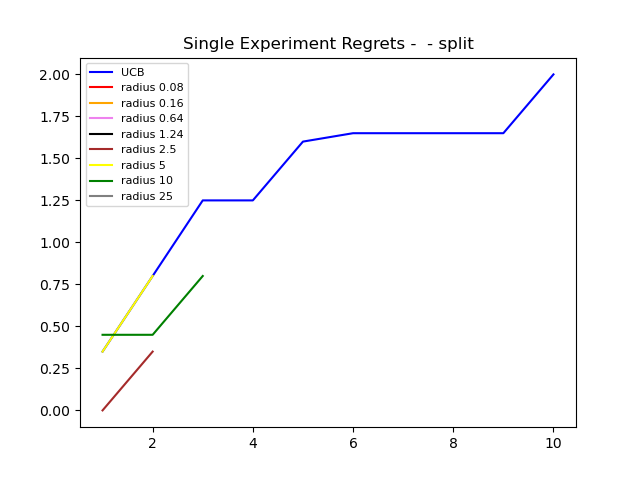 Single Experiment Regrets -  - split
UCB
radius 0.08
radius 0.16
radius 0.64
radius 1.24
radius 2.5
radius 5
radius 10
radius 25
2.00
1.75
1.50
1.25
1.00
0.75
0.50
0.25
0.00
2 4 6 8 10